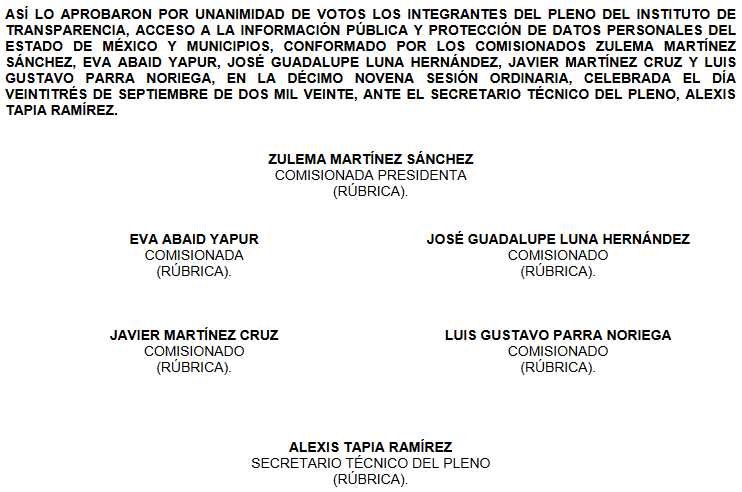 ASÍ LO APROBARON POR UNANIMIDAD DE VOTOS LOS INTEGRANTES DEL PLENO DEL INSTITUTO DE
TRANSPARENCIA, ACCESO A LA INFORMACIÓN PÚBLICA Y PROTECCIÓN DE DATOS PERSONALES DEL
ESTADO DE MÉXICO Y MUNICIPIOS, CONFORMADO POR LOS COMISIONADOS ZULEMA MARTÍNEZ
SÁNCHEZ, EVA ABAID YAPUR, JOSÉ GUADALUPE LUNA HERNÁNDEZ, JAVIER MARTÍNEZ CRUZ Y LUIS
GUSTAVO PARRA NORIEGA, EN LA DÉCIMO NOVENA SESIÓN ORDINARIA, CELEBRADA EL DÍA
VEINTITRÉS DE SEPTIEMBRE DE DOS MIL VEINTE, ANTE EL SECRETARIO TÉCNICO DEL PLENO, ALEXIS
TAPIA RAMÍREZ.
ZULEMA MARTÍNEZ SÁNCHEZ
COMISIONADA PRESIDENTA
(RÚBRICA).
EVA ABAID YAPUR
COMISIONADA
(RÚBRICA).
JOSÉ GUADALUPE LUNA HERNÁNDEZ
COMISIONADO
(RÚBRICA).
JAVIER MARTÍNEZ CRUZ
COMISIONADO
(RÚBRICA).
LUIS GUSTAVO PARRA NORIEGA
COMISIONADO
(RÚBRICA).
ALEXIS TAPIA RAMÍREZ
SECRETARIO TÉCNICO DEL PLENO
(RÚBRICA).